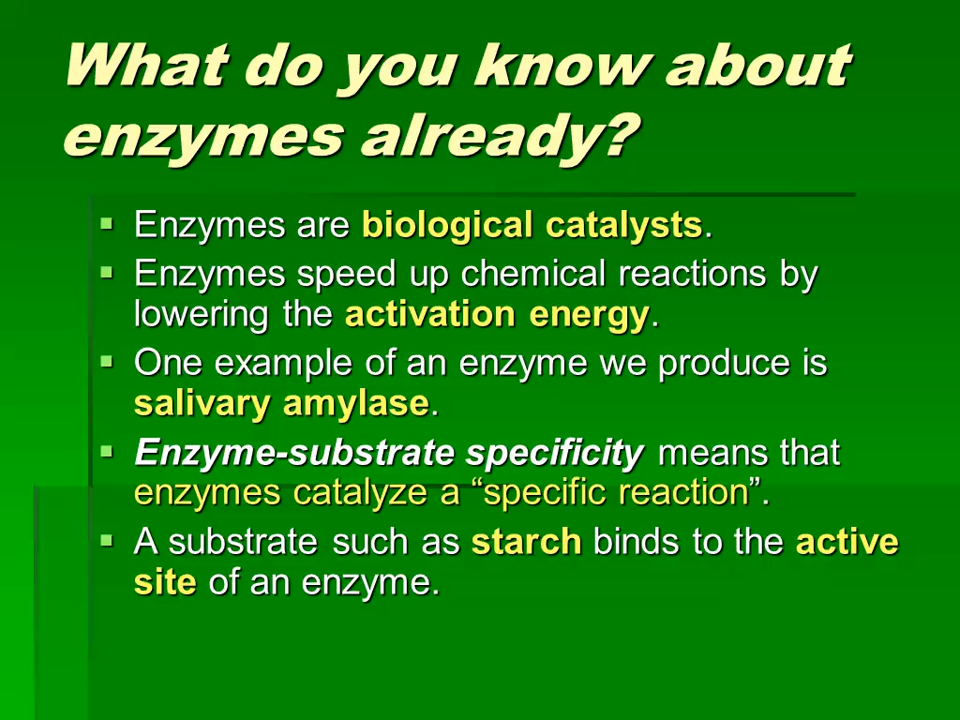 What do you know about
enzymes already?
Enzymes are biological catalysts.
Enzymes speed up chemical reactions by
lowering the activation energy.
One example of an enzyme we produce is
salivary amylase.
Enzyme-substrate specificity means that
enzymes catalyze a “specific reaction”.
A substrate such as starch binds to the active
site of an enzyme.